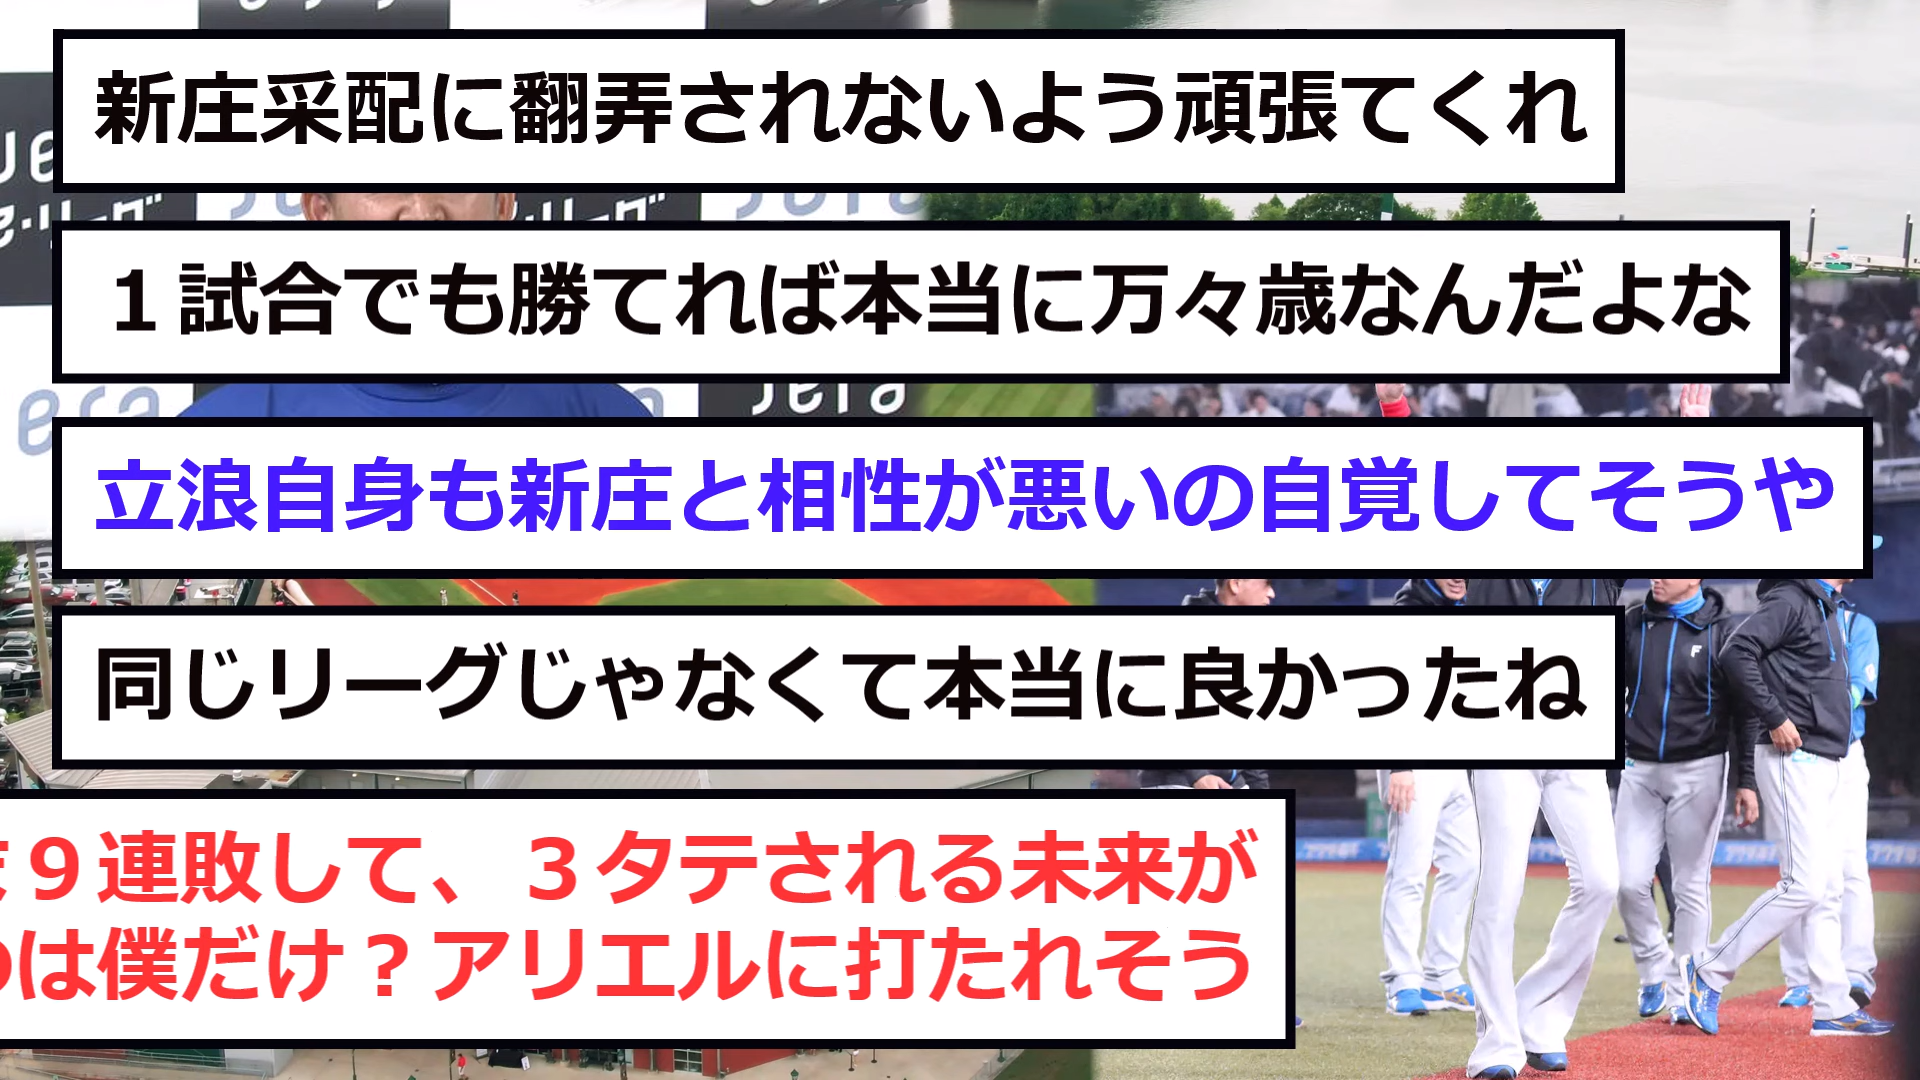 新庄采配に翻弄されないよう頑張てくれ
１試合でも勝てれば本当に万々歳なんだよな
立浪自身も新庄と相性が悪いの自覚してそうや
同じリーグじゃなくて本当に良かったね
９連敗して、３タテされる未来が
は僕だけ？アリエルに打たれそう
jera